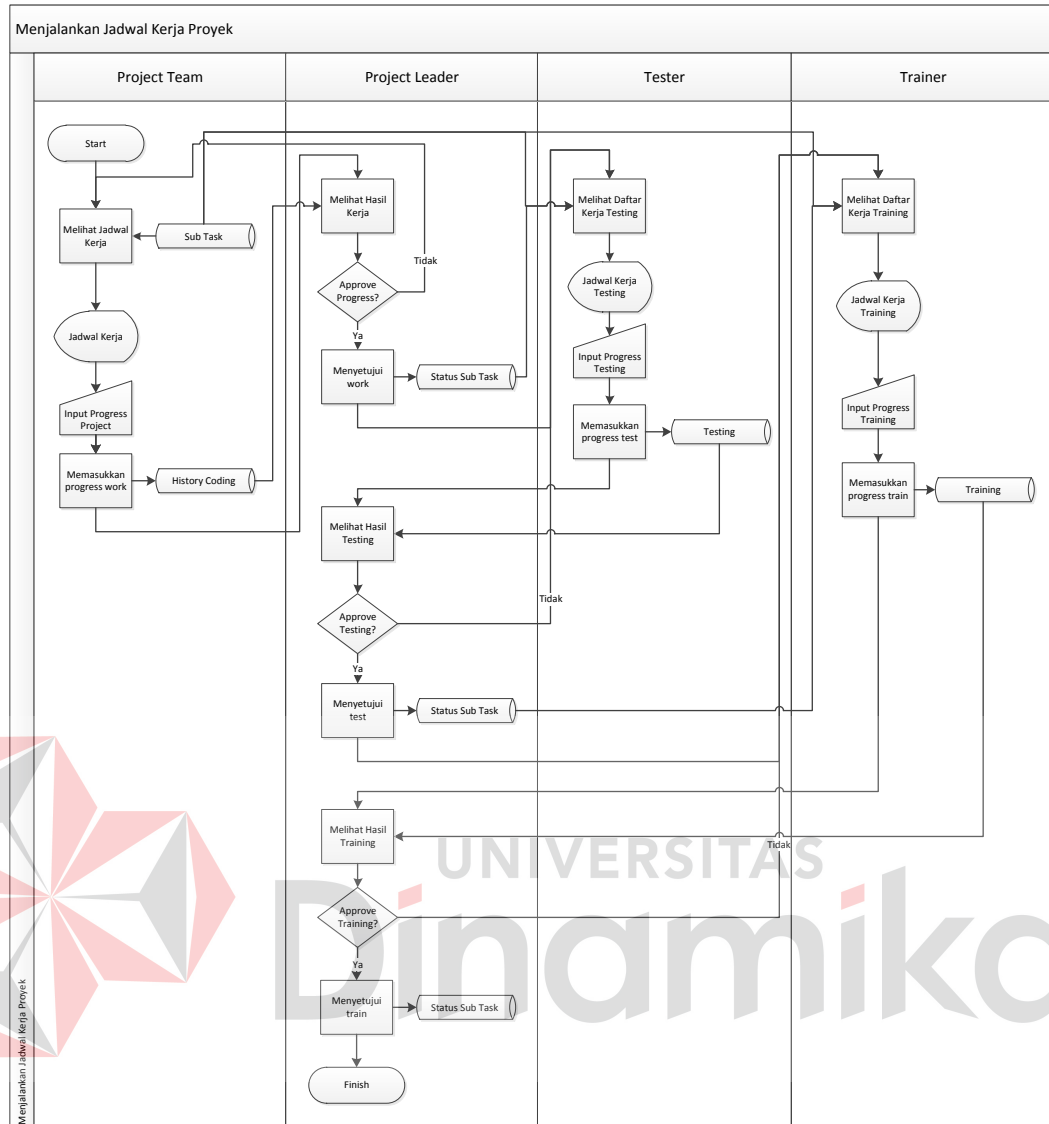 Menjalankan Jadwal Kerja Proyek
Project Team
Project Leader
Tester
Trainer
Start
Melihat Jadwal
Kerja
Sub Task
Jadwal Kerja
Input Progress
Project
Memasukkan
progress work
History Coding
Melihat Hasil
Kerja
Approve
Progress?
Tidak
Ya
Menyetujui
work
Status Sub Task
Melihat Daftar
Kerja Testing
Jadwal Kerja
Testing
Input Progress
Testing
Memasukkan
progress test
Testing
Melihat Daftar
Kerja Training
Jadwal Kerja
Training
Input Progress
Training
Memasukkan
progress train
Training
Melihat Hasil
Testing
Approve
Testing?
Tidak
Ya
Menyetujui
test
Status Sub Task
Melihat Hasil
Training
Approve
Training?
Tidak
Ya
Menyetujui
train
Status Sub Task
Finish
Menjalankan Jadwal Kerja Proyek
UNIVERSITAS
Dinamika